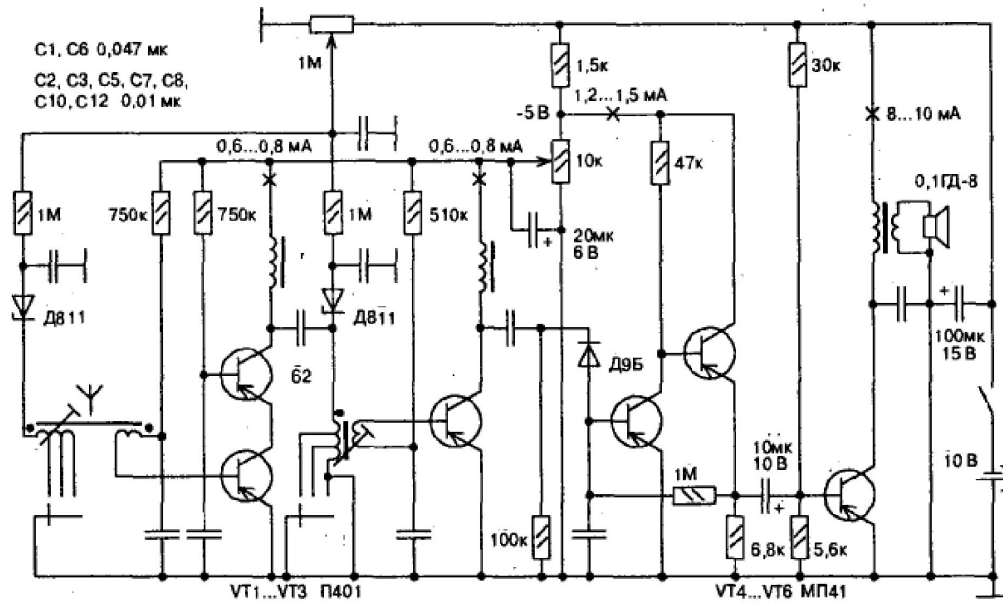 1М
C1, C6 0,047 мк
C2, C3, C5, C7, C8,
C10, C12 0,01 мк
1,5к
30к
1,2...1,5 мА
-5 В
8...10 мА
0,6...0,8 мА
0,6...0,8 мА
10к
47к
0,1ГД-8
1М
750к
750к
1М
510к
20мк
6 В
+
Д811
Д811
62
Д9Б
+
100мк
15 В
10мк
10 В
+
1М
10 В
100к
6,8к
5,6к
VT1...VT3 П401
VT4...VT6 МП41